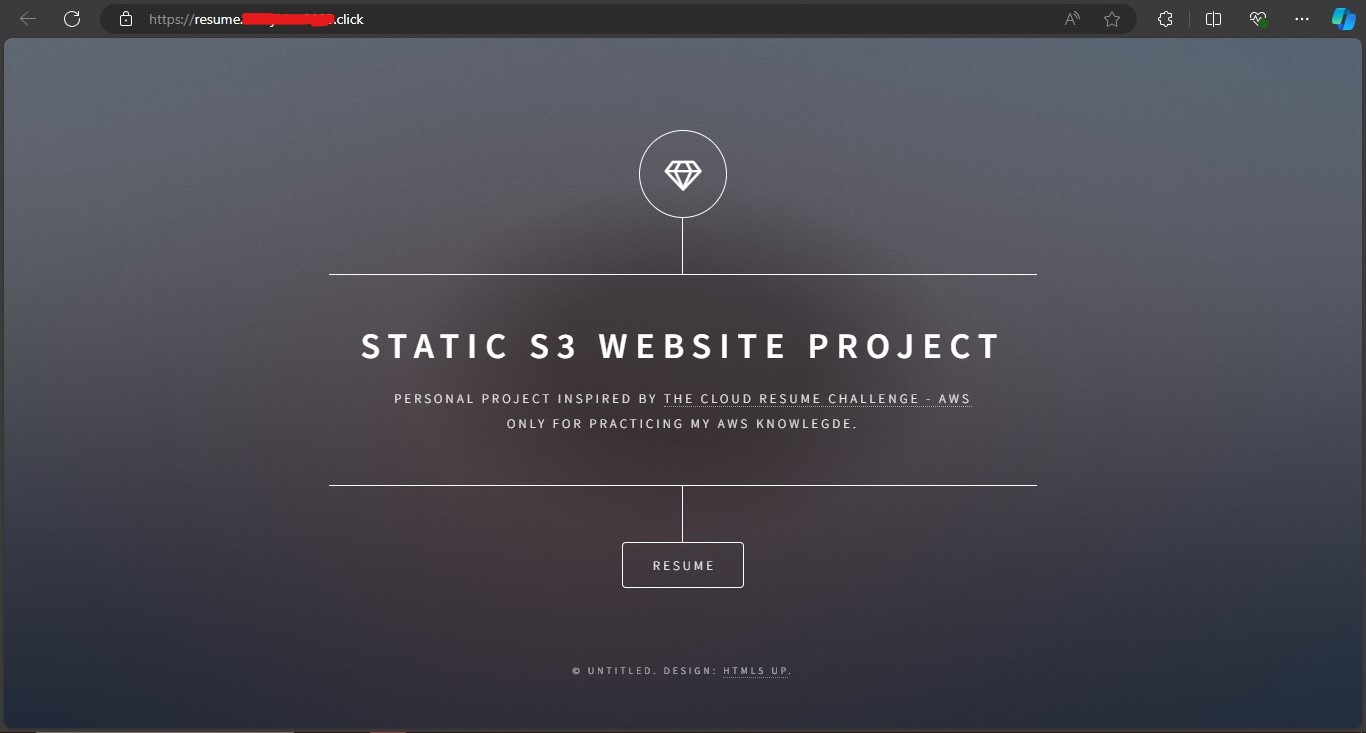 https://resume. .click
STATIC S3 WEBSITE PROJECT
PERSONAL PROJECT INSPIRED BY THE CLOUD RESUME CHALLENGE - AWS
ONLY FOR PRACTICING MY AWS KNOWLEGDE.
RESUME
© UNTITLED. DESIGN: HTML5 UP.